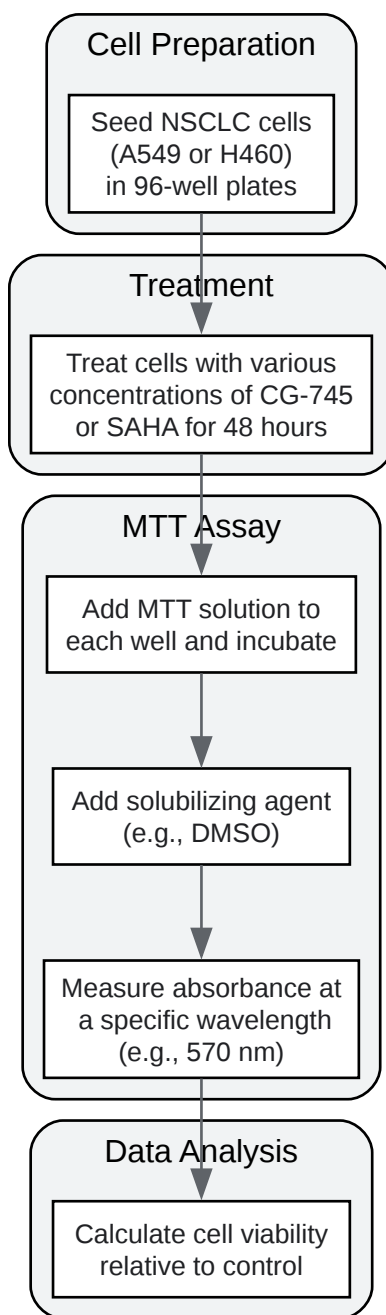 Cell Preparation
Seed NSCLC cells
(A549 or H460)
in 96-well plates
Treatment
Treat cells with various
concentrations of CG-745
or SAHA for 48 hours
MTT Assay
Add MTT solution to
each well and incubate
Add solubilizing agent
(e.g., DMSO)
Measure absorbance at
a specific wavelength
(e.g., 570 nm)
Data Analysis
Calculate cell viability
relative to control